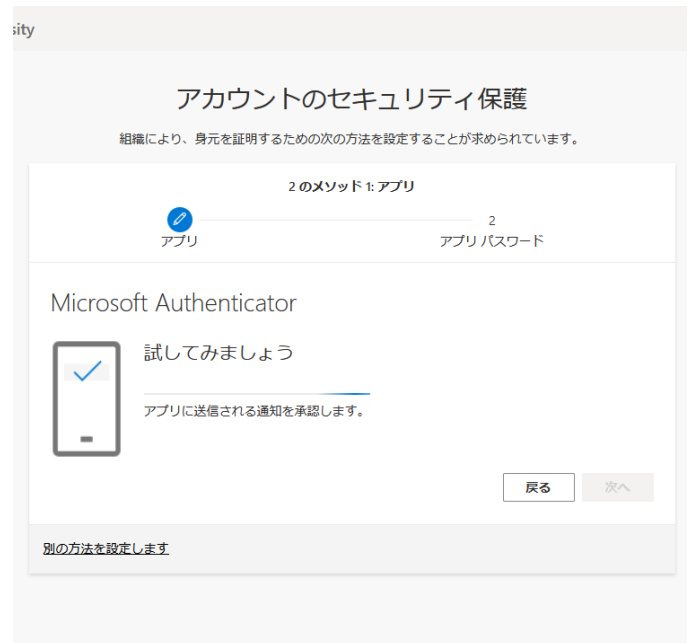 sity
アカウントのセキュリティ保護
組織により、身元を証明するための次の方法を設定することが求められています。
2 のメソッド 1: アプリ
2
アプリ
アプリ パスワード
Microsoft Authenticator
試してみましょう
アプリに送信される通知を承認します。
戻る
次へ
別の方法を設定します